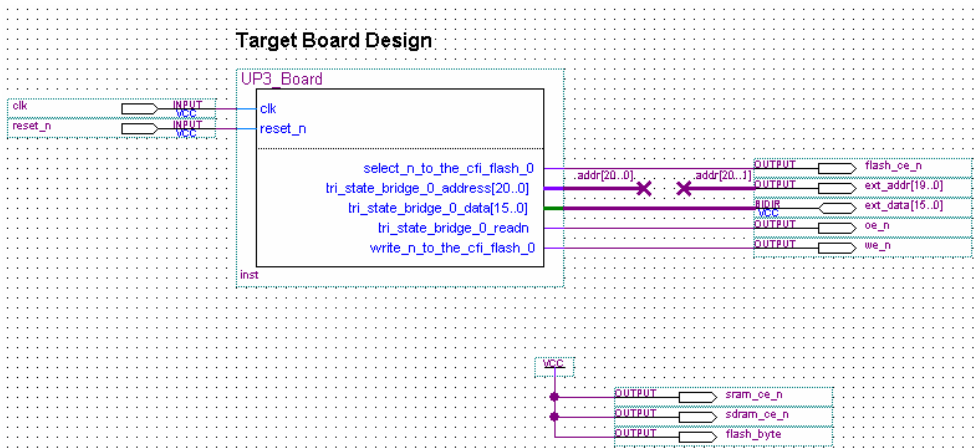 Target Board Design
UP3_Board
clk INPUT VCC clk
reset_n INPUT VCC reset_n
select_n_to_the_cfi_flash_0 OUTPUT flash_ce_n
tri_state_bridge_0_address[20..0] addr[20..0] addr[20..1] OUTPUT ext_addr[19..0]
tri_state_bridge_0_data[15..0] BIDIR VCC ext_data[15..0]
tri_state_bridge_0_readn OUTPUT oe_n
write_n_to_the_cfi_flash_0 OUTPUT we_n
inst
VCC
OUTPUT sram_ce_n
OUTPUT sdram_ce_n
OUTPUT flash_byte